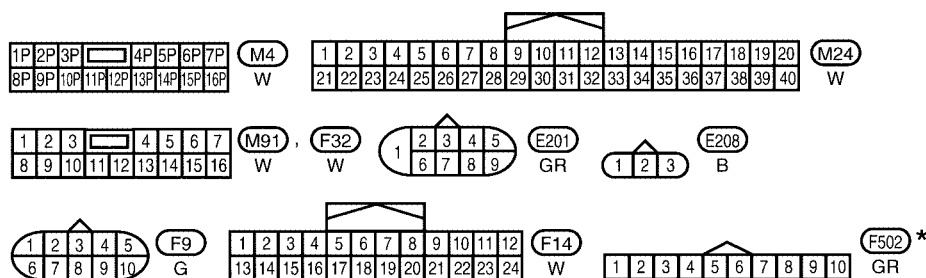 1P 2P 3P 4P 5P 6P 7P M4
8P 9P 10P 11P 12P 13P 14P 15P 16P W
1 2 3 4 5 6 7 8 9 10 11 12 13 14 15 16 17 18 19 20 M24
21 22 23 24 25 26 27 28 29 30 31 32 33 34 35 36 37 38 39 40 W
1 2 3 4 5 6 7 M91 , F32
8 9 10 11 12 13 14 15 16 W W
1 2 3 4 5 E201
6 7 8 9 GR
1 2 3 E208
B
1 2 3 4 5 F9
6 7 8 9 10 G
1 2 3 4 5 6 7 8 9 10 11 12 F14
13 14 15 16 17 18 19 20 21 22 23 24 W
1 2 3 4 5 6 7 8 9 10 F502 *
GR